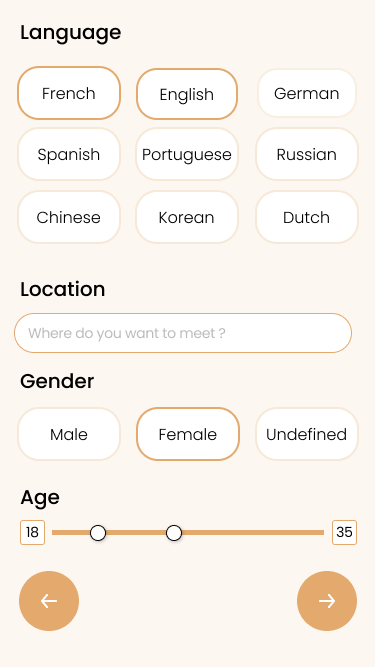 Language
French English German
Spanish Portuguese Russian
Chinese Korean Dutch
Location
Where do you want to meet ?
Gender
Male Female Undefined
Age
18 35